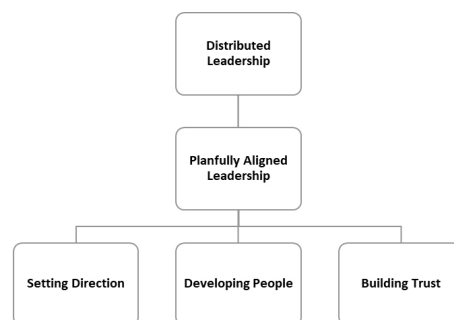 Distributed
Leadership
Planfully Aligned
Leadership
Setting Direction
Developing People
Building Trust